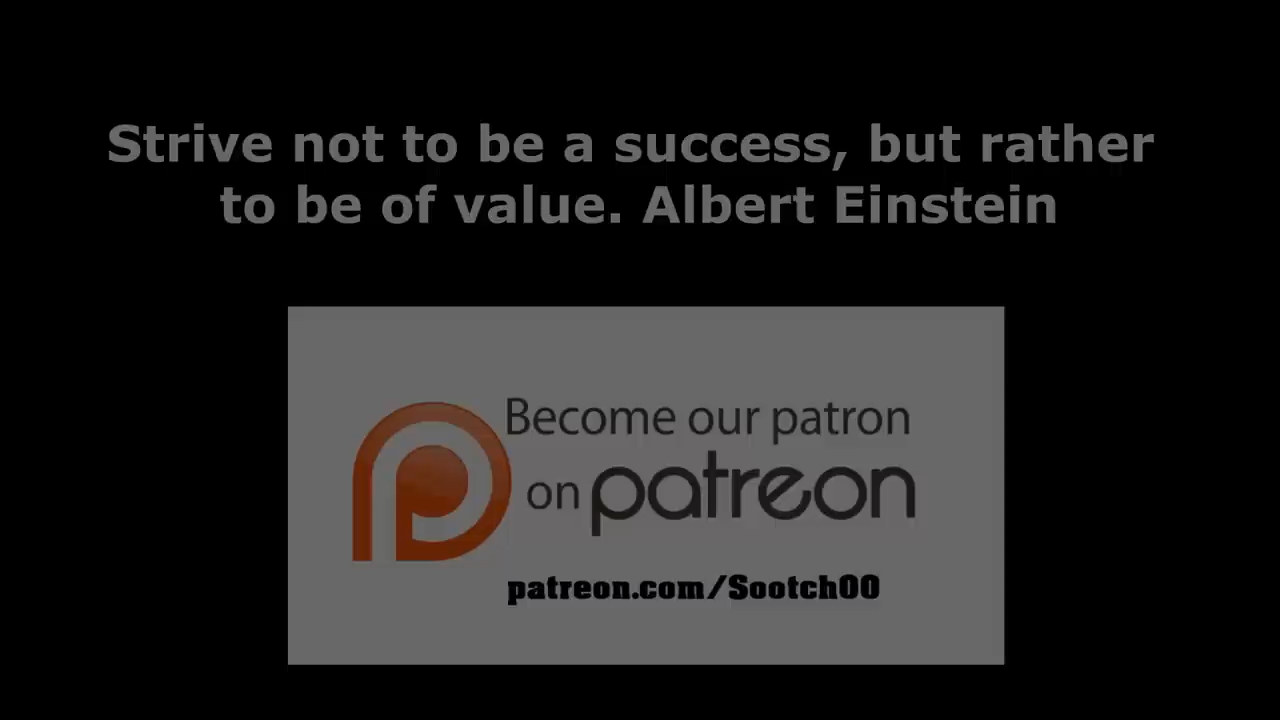 Strive not to be a success, but rather
to be of value. Albert Einstein
Become our patron
on patreon
patreon.com/Sootch00